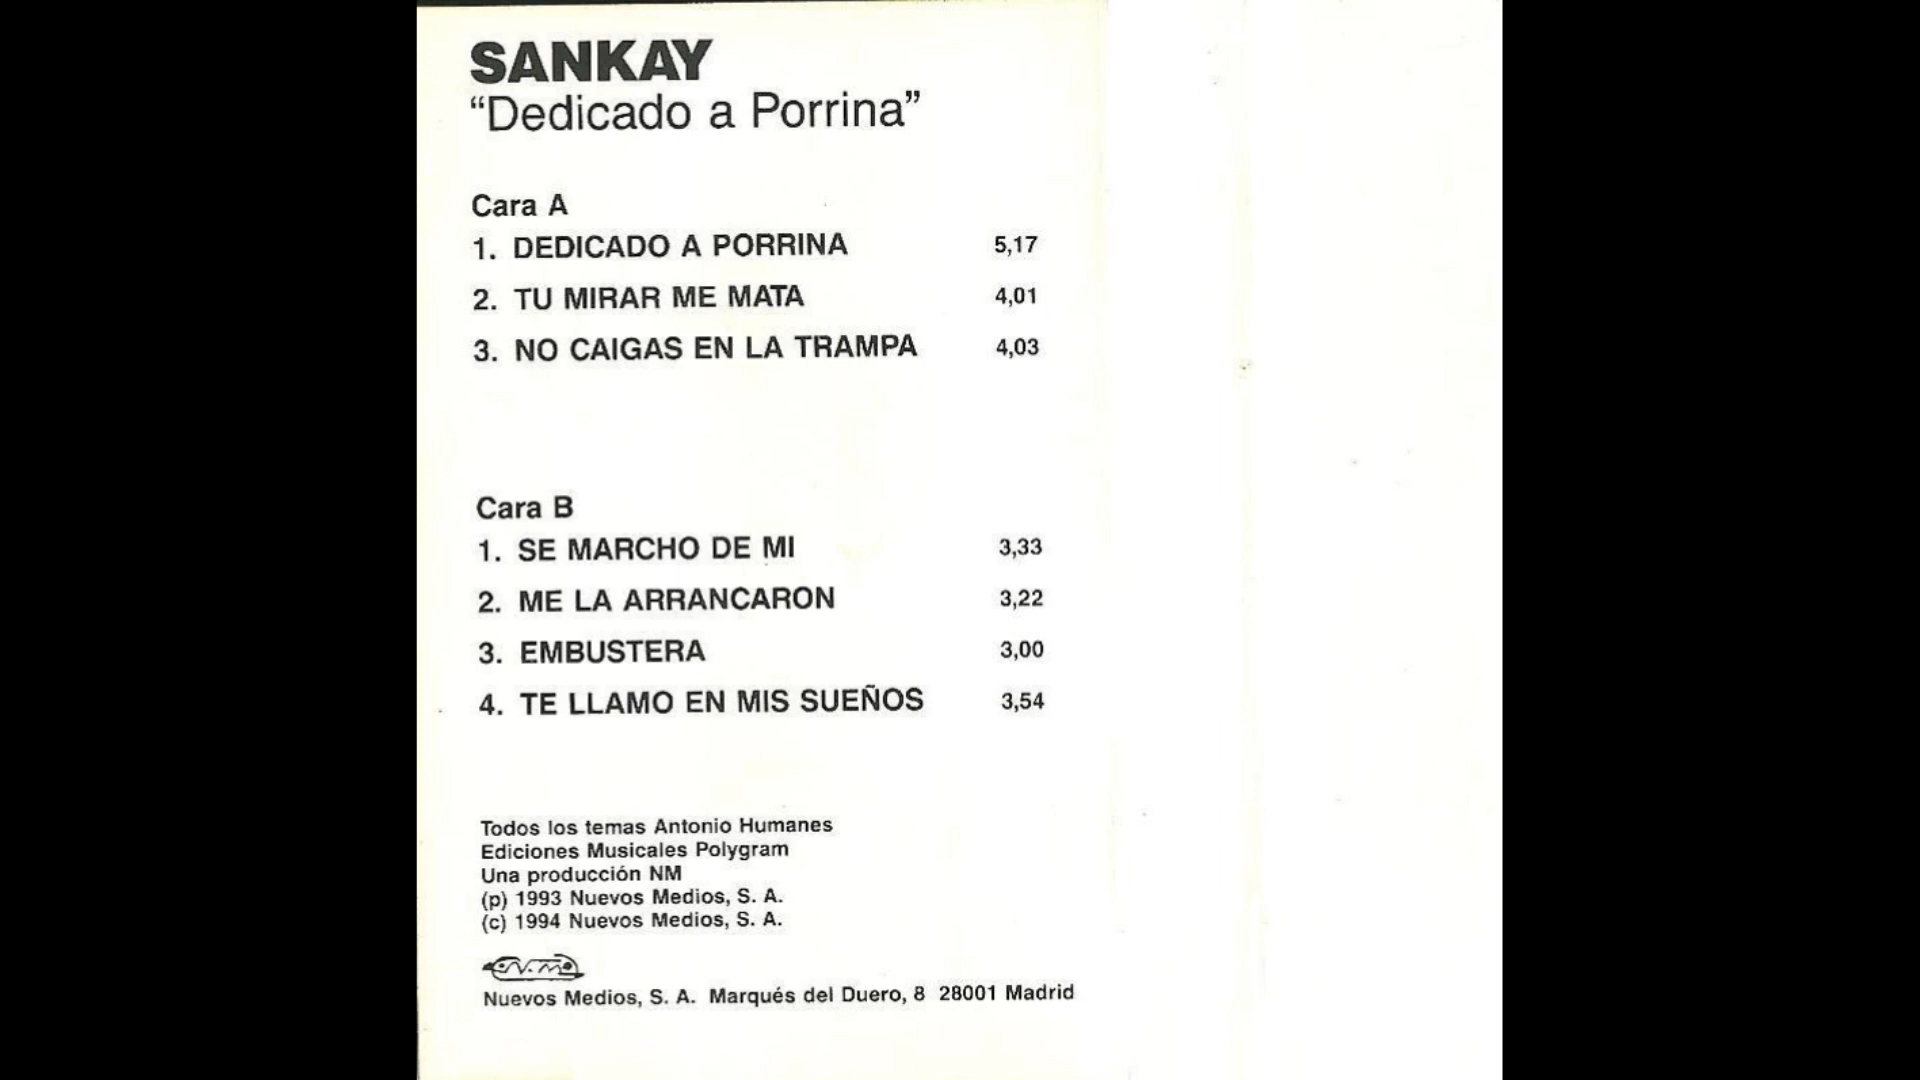 SANKAY
“Dedicado a Porrina”
Cara A
1. DEDICADO A PORRINA 5,17
2. TU MIRAR ME MATA 4,01
3. NO CAIGAS EN LA TRAMPA 4,03
Cara B
1. SE MARCHO DE MI 3,33
2. ME LA ARRANCARON 3,22
3. EMBUSTERA 3,00
4. TE LLAMO EN MIS SUEÑOS 3,54
Todos los temas Antonio Humanes
Ediciones Musicales Polygram
Una producción NM
(p) 1993 Nuevos Medios, S. A.
(c) 1994 Nuevos Medios, S. A.
N.M
Nuevos Medios, S. A. Marqués del Duero, 8 28001 Madrid